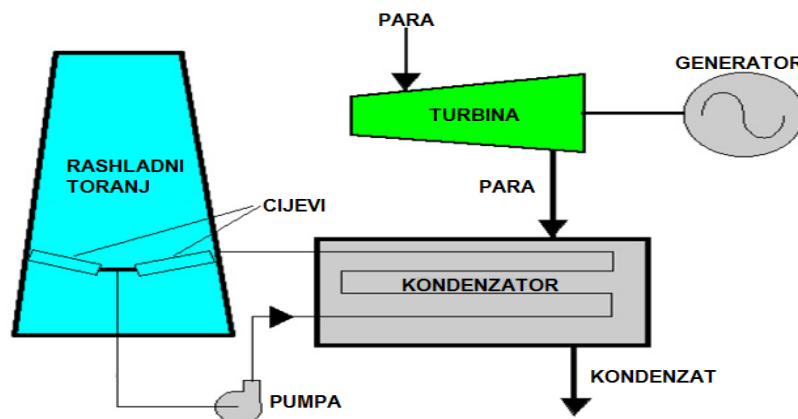 PARA
GENERATOR
TURBINA
RASHLADNI
TORANJ
PARA
CIJEVI
KONDENZATOR
KONDENZAT
PUMPA